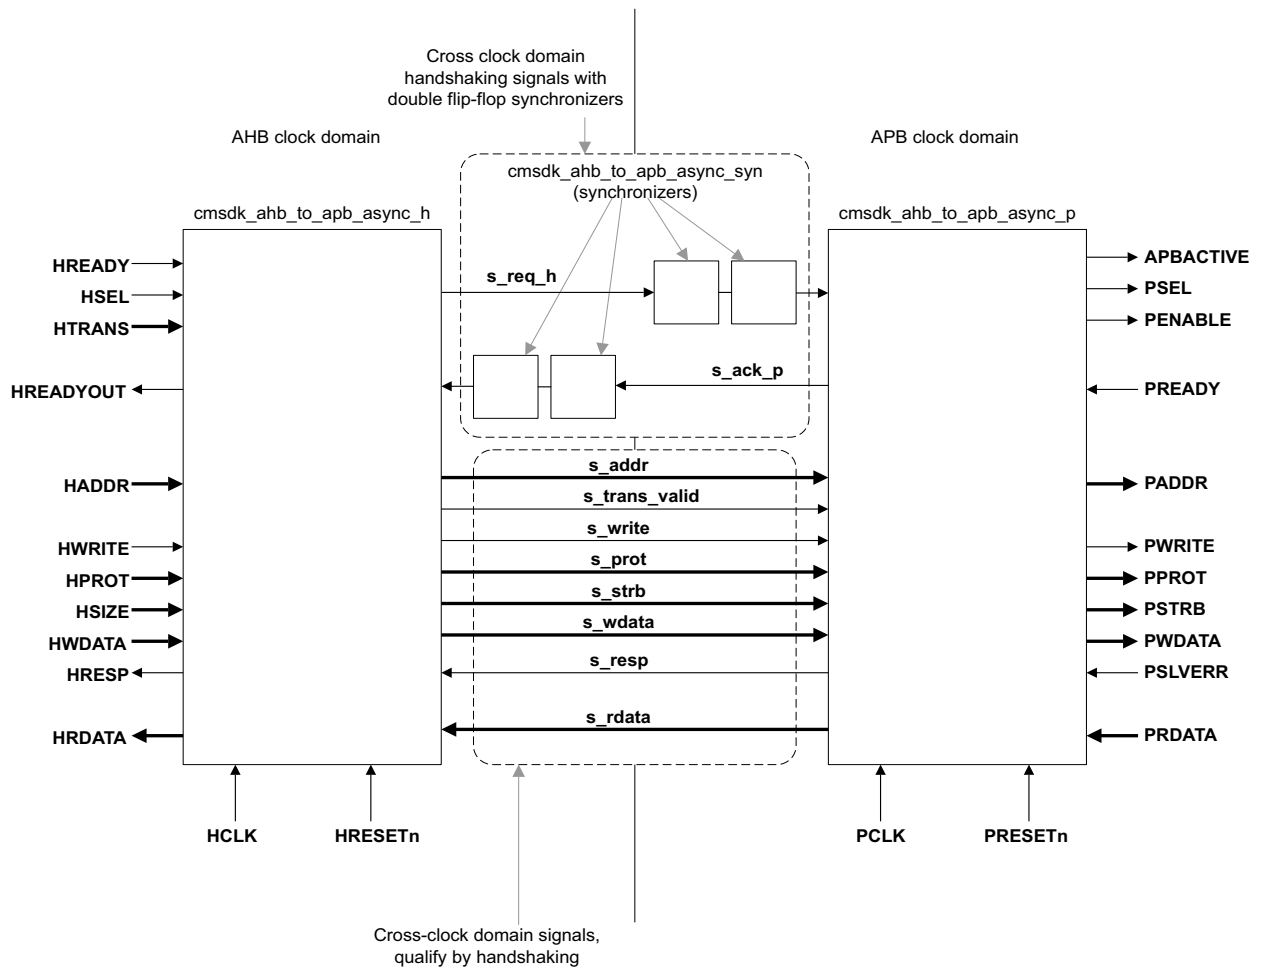 Cross clock domain
handshaking signals with
double flip-flop synchronizers
AHB clock domain
APB clock domain
cmsdk_ahb_to_apb_async_syn
(synchronizers)
cmsdk_ahb_to_apb_async_h
cmsdk_ahb_to_apb_async_p
HREADY
HSEL
HTRANS
HREADYOUT
HADDR
HWRITE
HPROT
HSIZE
HWDATA
HRESP
HRDATA
s_req_h
s_ack_p
s_addr
s_trans_valid
s_write
s_prot
s_strb
s_wdata
s_resp
s_rdata
APBACTIVE
PSEL
PENABLE
PREADY
PADDR
PWRITE
PPROT
PSTRB
PWDATA
PSLVERR
PRDATA
HCLK
HRESETn
PCLK
PRESETn
Cross-clock domain signals,
qualify by handshaking